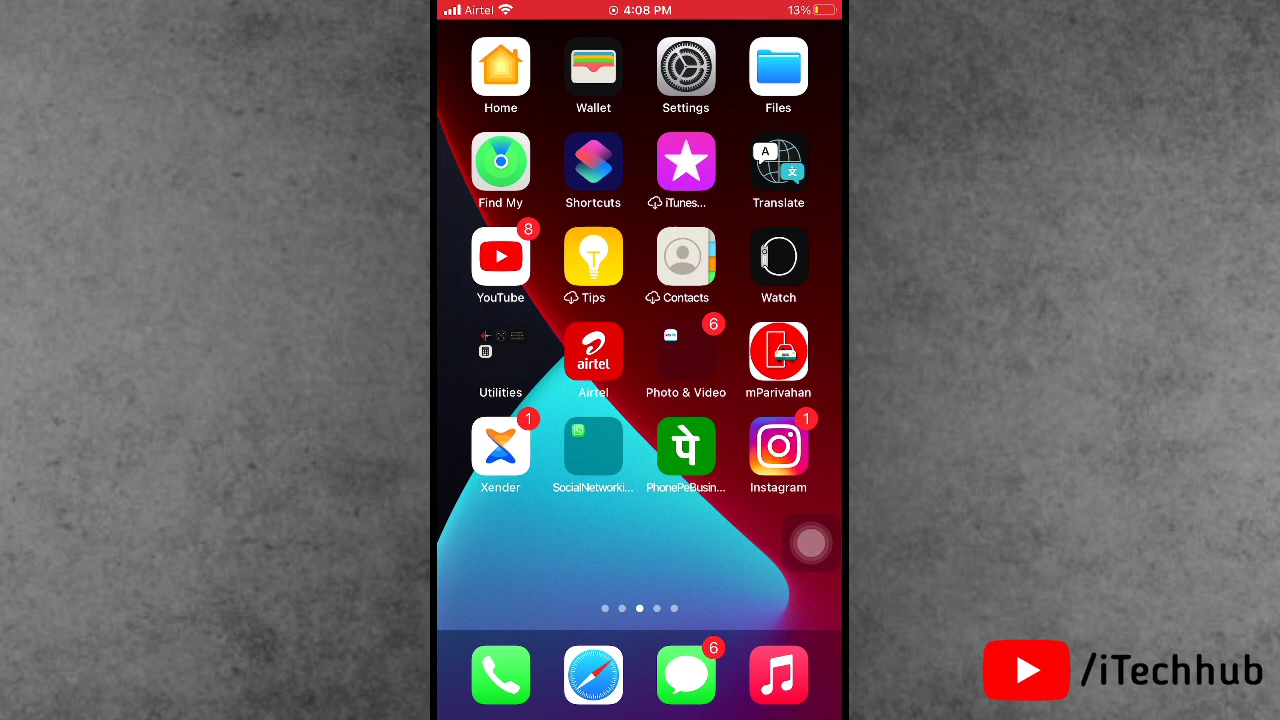 Airtel 4:08 PM 13%
Home Wallet Settings Files
Find My Shortcuts iTunes... Translate
8
YouTube Tips Contacts Watch
airtel 6
Utilities Airtel Photo & Video mParivahan
1 पे 1
Xender SocialNetworki... PhonePeBusin... Instagram
6
/iTechhub